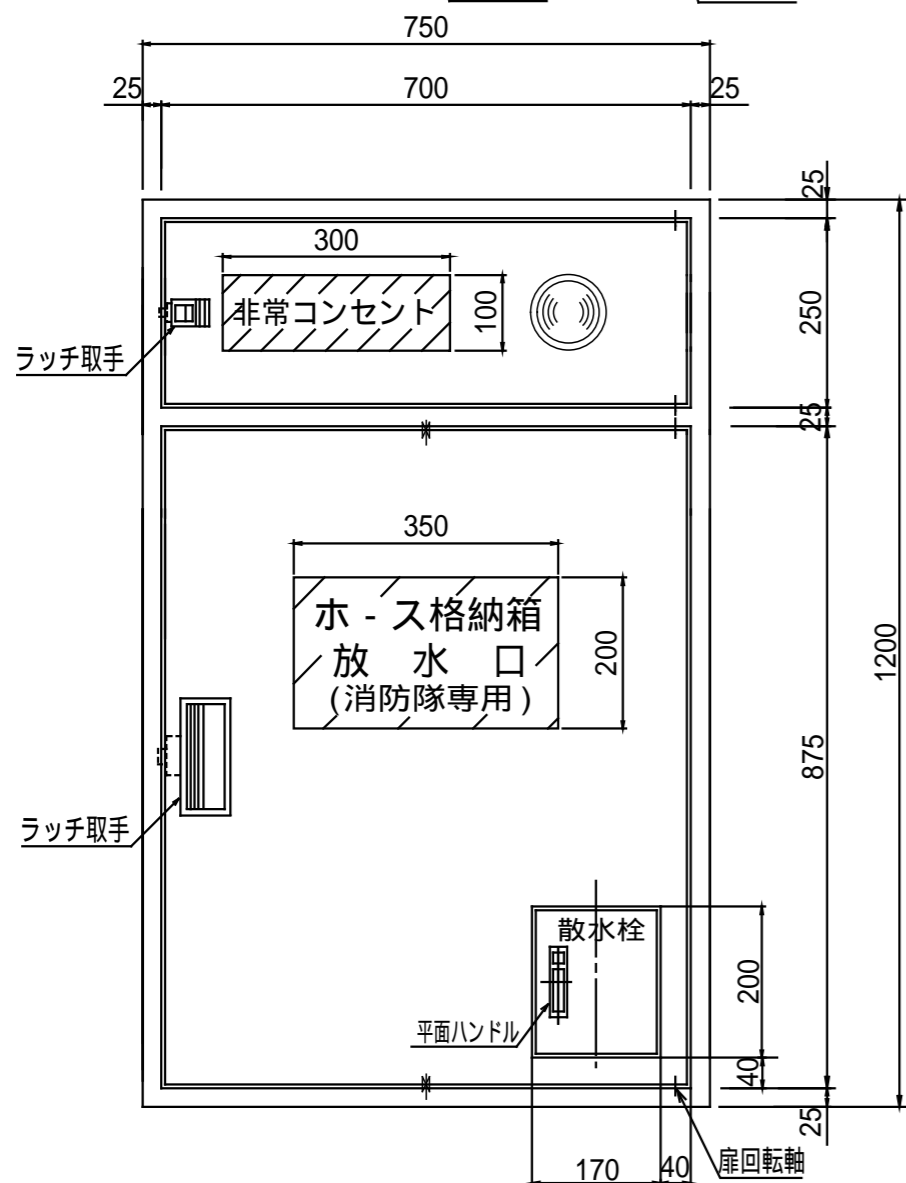 750
25 700 25
25
300
非常コンセント
100
250
ラッチ取手
25
350
ホ - ス格納箱
放 水 口
(消防隊専用)
200
1200
875
ラッチ取手
散水栓
200
平面ハンドル
40
25
170 40
扉回転軸